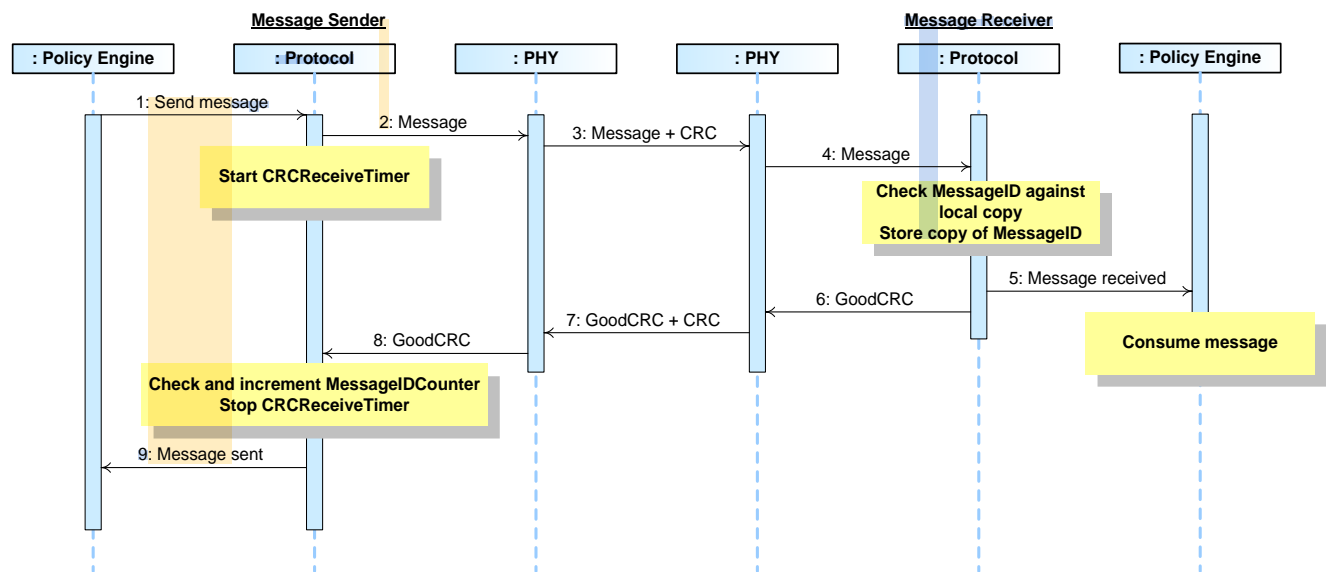 Message Sender
Message Receiver
: Policy Engine
: Protocol
: PHY
: PHY
: Protocol
: Policy Engine
1: Send message
2: Message
3: Message + CRC
4: Message
Start CRCReceiveTimer
Check MessageID against
local copy
Store copy of MessageID
5: Message received
6: GoodCRC
7: GoodCRC + CRC
8: GoodCRC
Consume message
Check and increment MessageIDCounter
Stop CRCReceiveTimer
9: Message sent